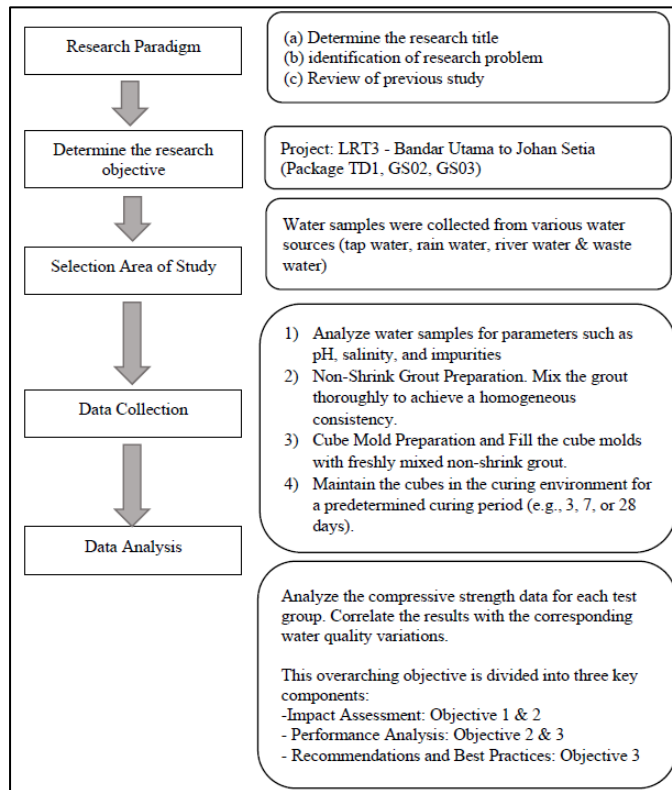 Research Paradigm
(a) Determine the research title
(b) identification of research problem
(c) Review of previous study
Determine the research
objective
Project: LRT3 - Bandar Utama to Johan Setia
(Package TD1, GS02, GS03)
Selection Area of Study
Water samples were collected from various water
sources (tap water, rain water, river water & waste
water)
Data Collection
1) Analyze water samples for parameters such as
pH, salinity, and impurities
2) Non-Shrink Grout Preparation. Mix the grout
thoroughly to achieve a homogeneous
consistency.
3) Cube Mold Preparation and Fill the cube molds
with freshly mixed non-shrink grout.
4) Maintain the cubes in the curing environment for
a predetermined curing period (e.g., 3, 7, or 28
days).
Data Analysis
Analyze the compressive strength data for each test
group. Correlate the results with the corresponding
water quality variations.
This overarching objective is divided into three key
components:
-Impact Assessment: Objective 1 & 2
- Performance Analysis: Objective 2 & 3
- Recommendations and Best Practices: Objective 3